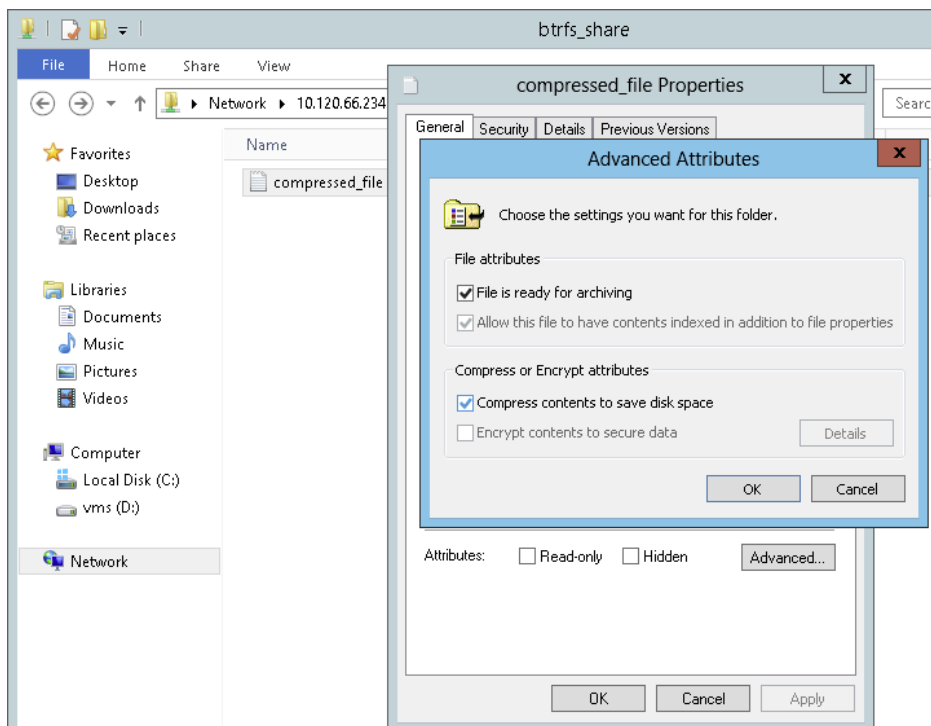 btrfs_share
File Home Share View
Network 10.120.66.234
Searc
Favorites
Desktop
Downloads
Recent places
Libraries
Documents
Music
Pictures
Videos
Computer
Local Disk (C:)
vms (D:)
Network
Name
compressed_file
compressed_file Properties
x
General Security Details Previous Versions
Advanced Attributes
x
Choose the settings you want for this folder.
File attributes
File is ready for archiving
Allow this file to have contents indexed in addition to file properties
Compress or Encrypt attributes
Compress contents to save disk space
Encrypt contents to secure data
Details
OK Cancel
Attributes: Read-only Hidden Advanced...
OK Cancel Apply